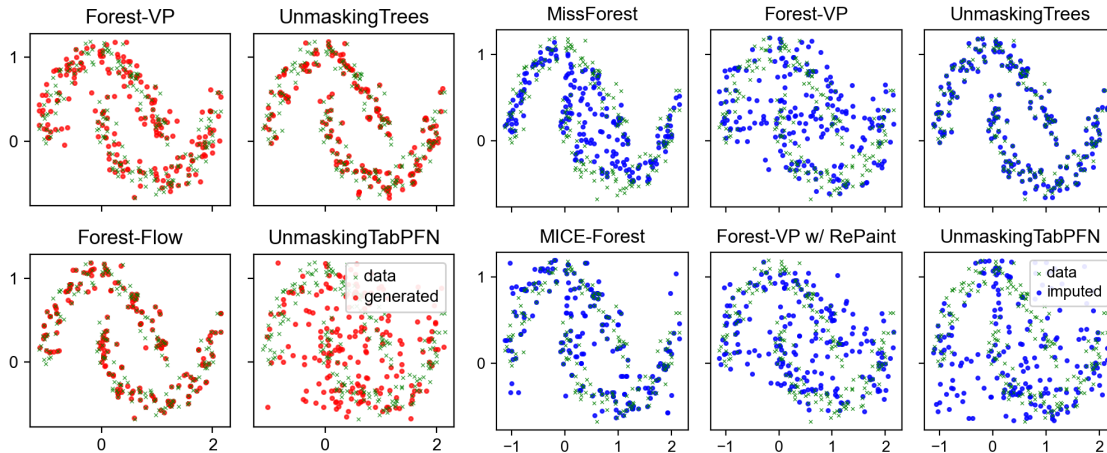 Forest-VP
UnmaskingTrees
MissForest
Forest-VP
UnmaskingTrees
1
0
1
0
Forest-Flow
UnmaskingTabPFN
MICE-Forest
Forest-VP w/ RePaint
UnmaskingTabPFN
data
generated
data
imputed
1
0
1
0
0 2
0 2
−1 0 1 2
−1 0 1 2
−1 0 1 2